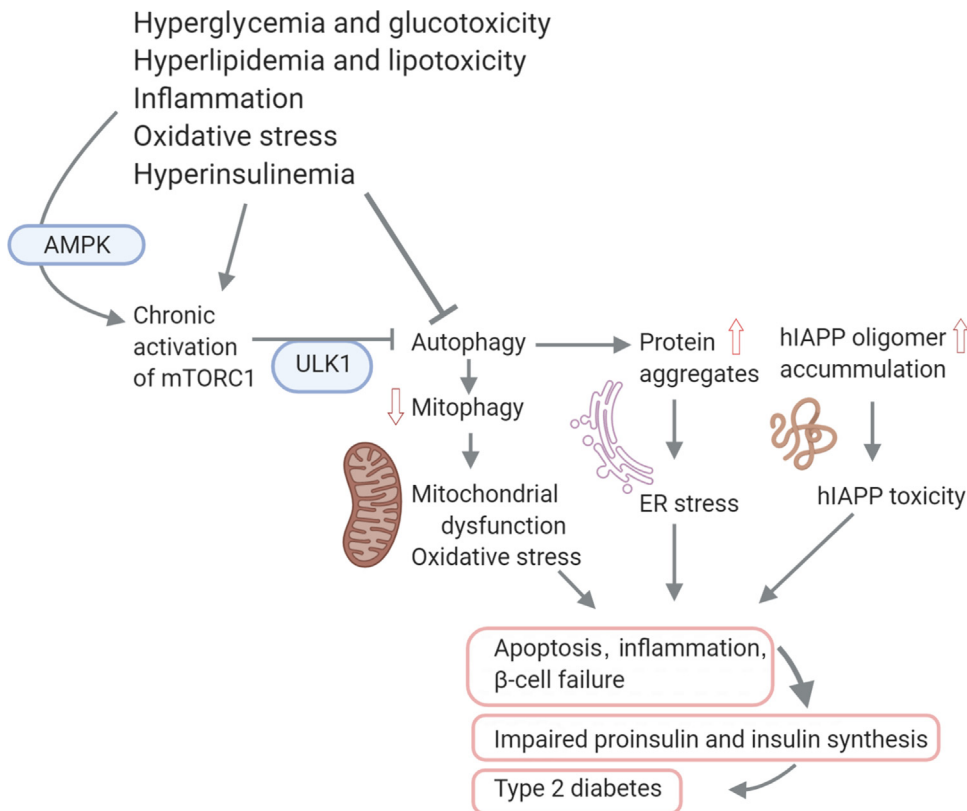 Hyperglycemia and glucotoxicity
Hyperlipidemia and lipotoxicity
Inflammation
Oxidative stress
Hyperinsulinemia
AMPK
Chronic
activation
of mTORC1
ULK1
Autophagy
Mitophagy
Mitochondrial
dysfunction
Oxidative stress
Protein
aggregates
ER stress
hIAPP oligomer
accummulation
hIAPP toxicity
Apoptosis, inflammation,
β-cell failure
Impaired proinsulin and insulin synthesis
Type 2 diabetes